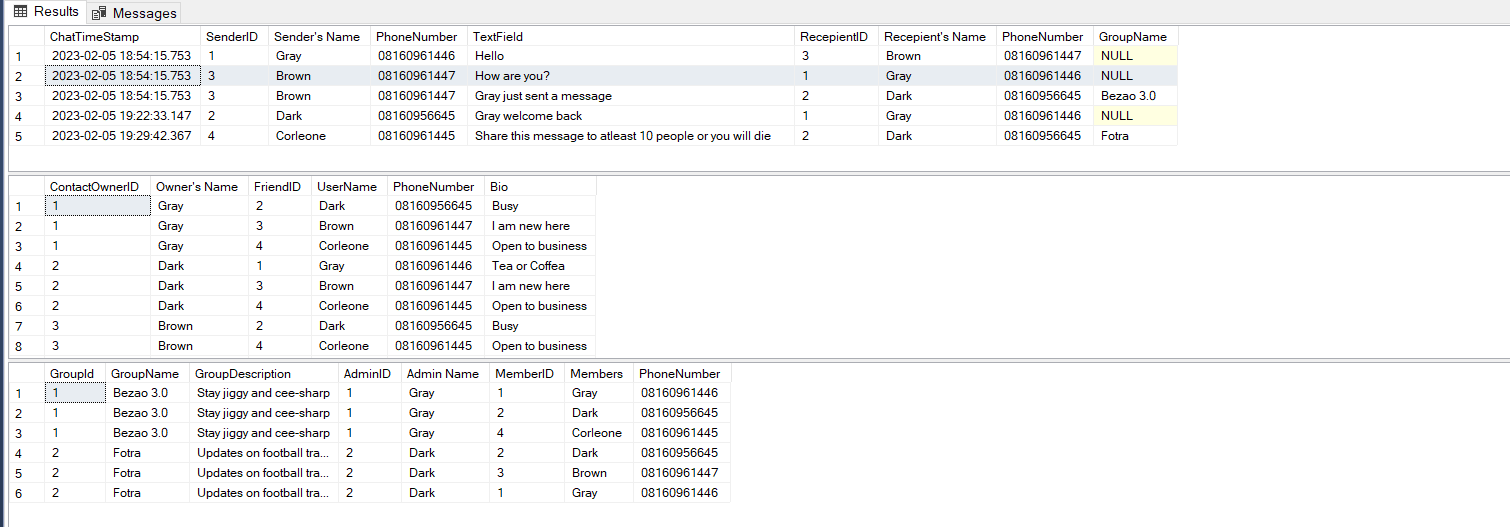 Results Messages
ChatTimeStamp SenderID Sender's Name PhoneNumber TextField RecepientID Recepient's Name PhoneNumber GroupName
1 2023-02-05 18:54:15.753 1 Gray 08160961446 Hello 3 Brown 08160961447 NULL
2 2023-02-05 18:54:15.753 3 Brown 08160961447 How are you? 1 Gray 08160961446 NULL
3 2023-02-05 18:54:15.753 3 Brown 08160961447 Gray just sent a message 2 Dark 08160956645 Bezao 3.0
4 2023-02-05 19:22:33.147 2 Dark 08160956645 Gray welcome back 1 Gray 08160961446 NULL
5 2023-02-05 19:29:42.367 4 Corleone 08160961445 Share this message to atleast 10 people or you will die 2 Dark 08160956645 Fotra
ContactOwnerID Owner's Name FriendID UserName PhoneNumber Bio
1 1 Gray 2 Dark 08160956645 Busy
2 1 Gray 3 Brown 08160961447 I am new here
3 1 Gray 4 Corleone 08160961445 Open to business
4 2 Dark 1 Gray 08160961446 Tea or Coffea
5 2 Dark 3 Brown 08160961447 I am new here
6 2 Dark 4 Corleone 08160961445 Open to business
7 3 Brown 2 Dark 08160956645 Busy
8 3 Brown 4 Corleone 08160961445 Open to business
GroupId GroupName GroupDescription AdminID Admin Name MemberID Members PhoneNumber
1 1 Bezao 3.0 Stay jiggy and cee-sharp 1 Gray 1 Gray 08160961446
2 1 Bezao 3.0 Stay jiggy and cee-sharp 1 Gray 2 Dark 08160956645
3 1 Bezao 3.0 Stay jiggy and cee-sharp 1 Gray 4 Corleone 08160961445
4 2 Fotra Updates on football tra... 2 Dark 2 Dark 08160956645
5 2 Fotra Updates on football tra... 2 Dark 3 Brown 08160961447
6 2 Fotra Updates on football tra... 2 Dark 1 Gray 08160961446